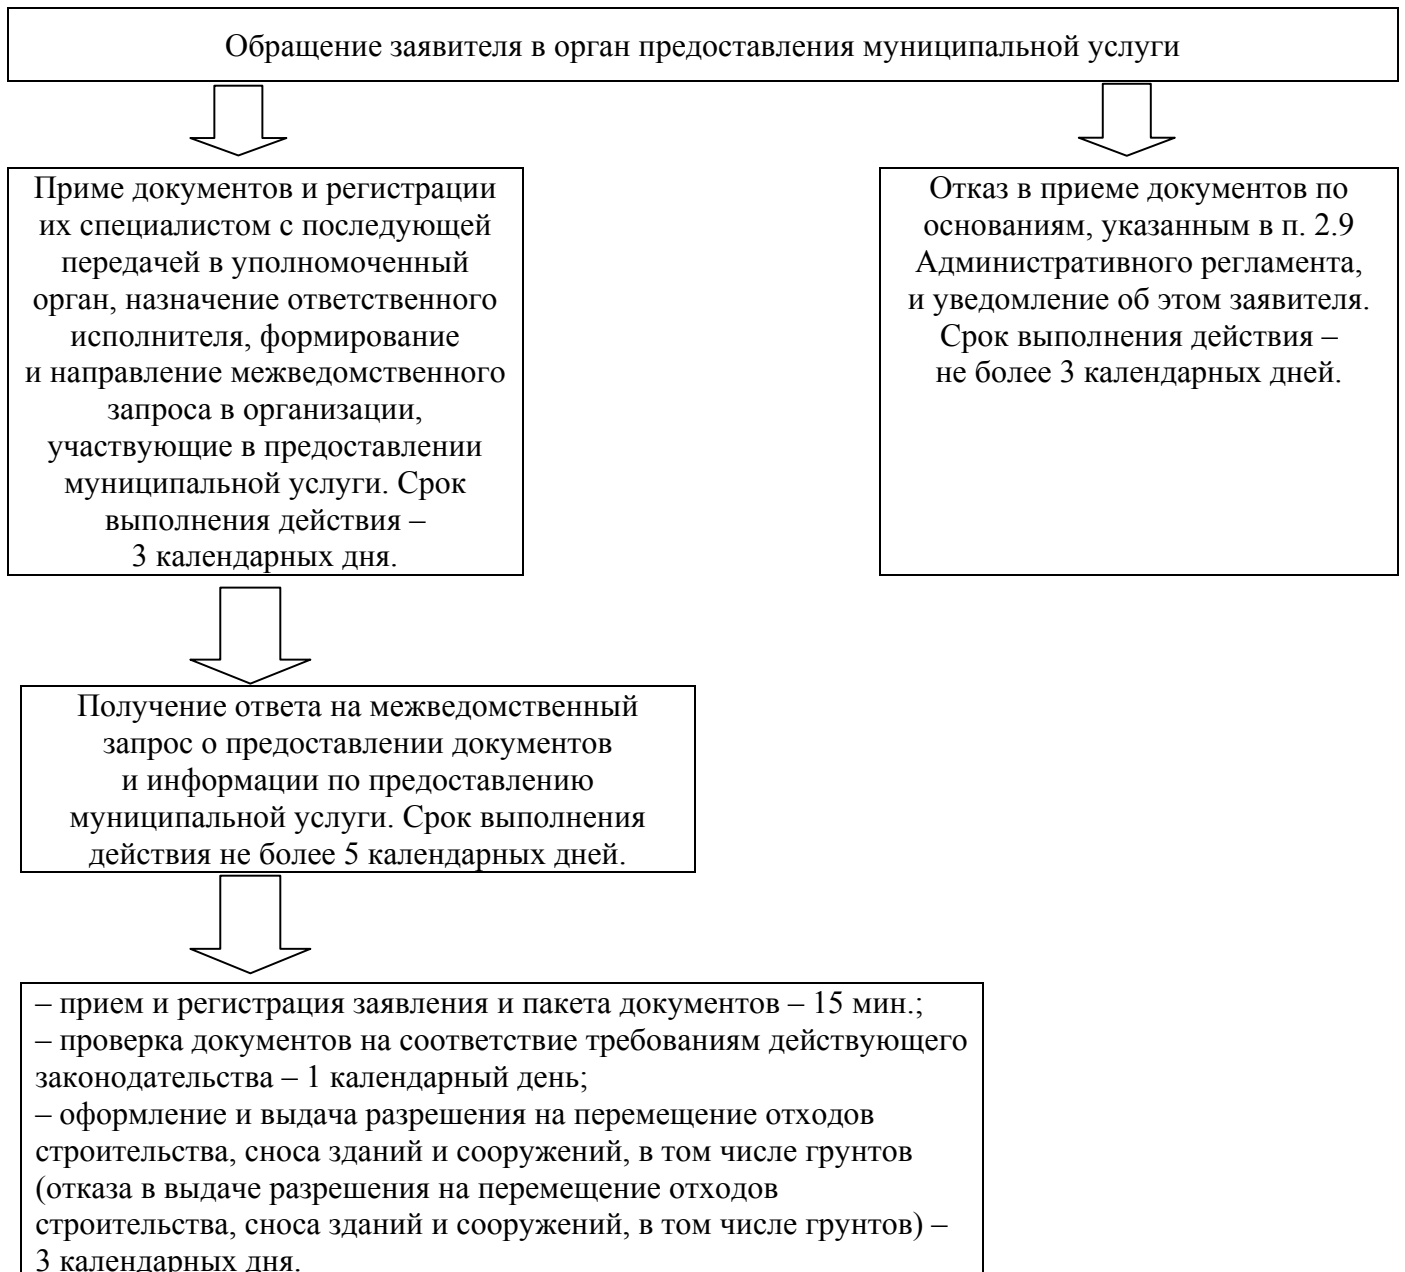 Обращение заявителя в орган предоставления муниципальной услуги
Приме документов и регистрации
их специалистом с последующей
передачей в уполномоченный
орган, назначение ответственного
исполнителя, формирование
и направление межведомственного
запроса в организации,
участвующие в предоставлении
муниципальной услуги. Срок
выполнения действия –
3 календарных дня.
Отказ в приеме документов по
основаниям, указанным в п. 2.9
Административного регламента,
и уведомление об этом заявителя.
Срок выполнения действия –
не более 3 календарных дней.
Получение ответа на межведомственный
запрос о предоставлении документов
и информации по предоставлению
муниципальной услуги. Срок выполнения
действия не более 5 календарных дней.
– прием и регистрация заявления и пакета документов – 15 мин.;
– проверка документов на соответствие требованиям действующего
законодательства – 1 календарный день;
– оформление и выдача разрешения на перемещение отходов
строительства, сноса зданий и сооружений, в том числе грунтов
(отказа в выдаче разрешения на перемещение отходов
строительства, сноса зданий и сооружений, в том числе грунтов) –
3 календарных дня.